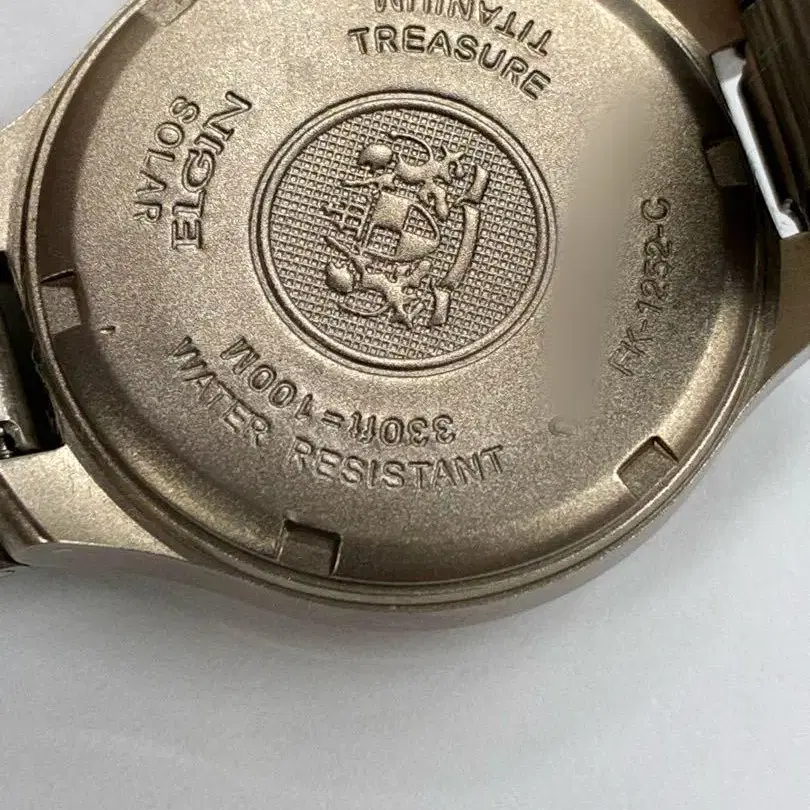 TREASURE
TITANIUM
ELGIN
SOLAR
FK-1252-C
330ft=100M
WATER RESISTANT